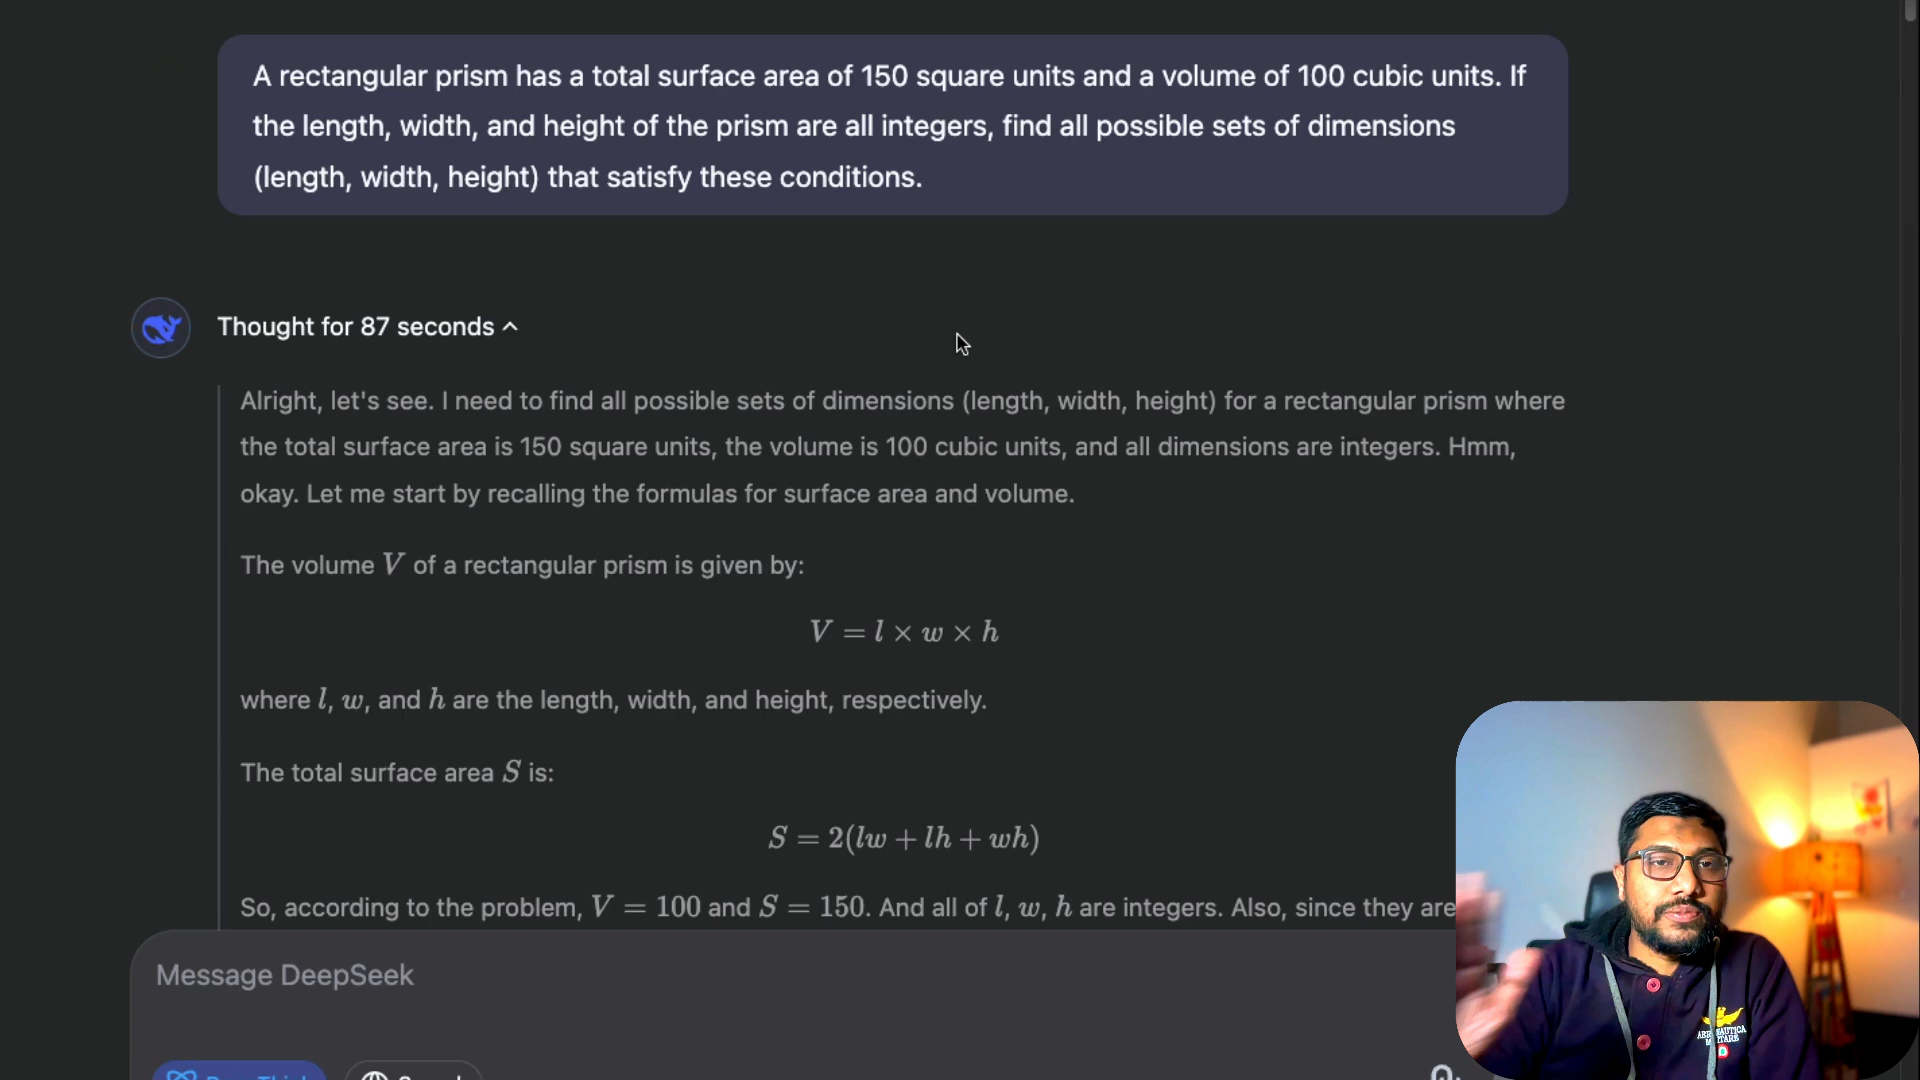 A rectangular prism has a total surface area of 150 square units and a volume of 100 cubic units. If
the length, width, and height of the prism are all integers, find all possible sets of dimensions
(length, width, height) that satisfy these conditions.
Thought for 87 seconds
Alright, let's see. I need to find all possible sets of dimensions (length, width, height) for a rectangular prism where
the total surface area is 150 square units, the volume is 100 cubic units, and all dimensions are integers. Hmm,
okay. Let me start by recalling the formulas for surface area and volume.
The volume V of a rectangular prism is given by:
V = l × w × h
where l, w, and h are the length, width, and height, respectively.
The total surface area S is:
S = 2(lw + lh + wh)
So, according to the problem, V = 100 and S = 150. And all of l, w, h are integers. Also, since they are
Message DeepSeek